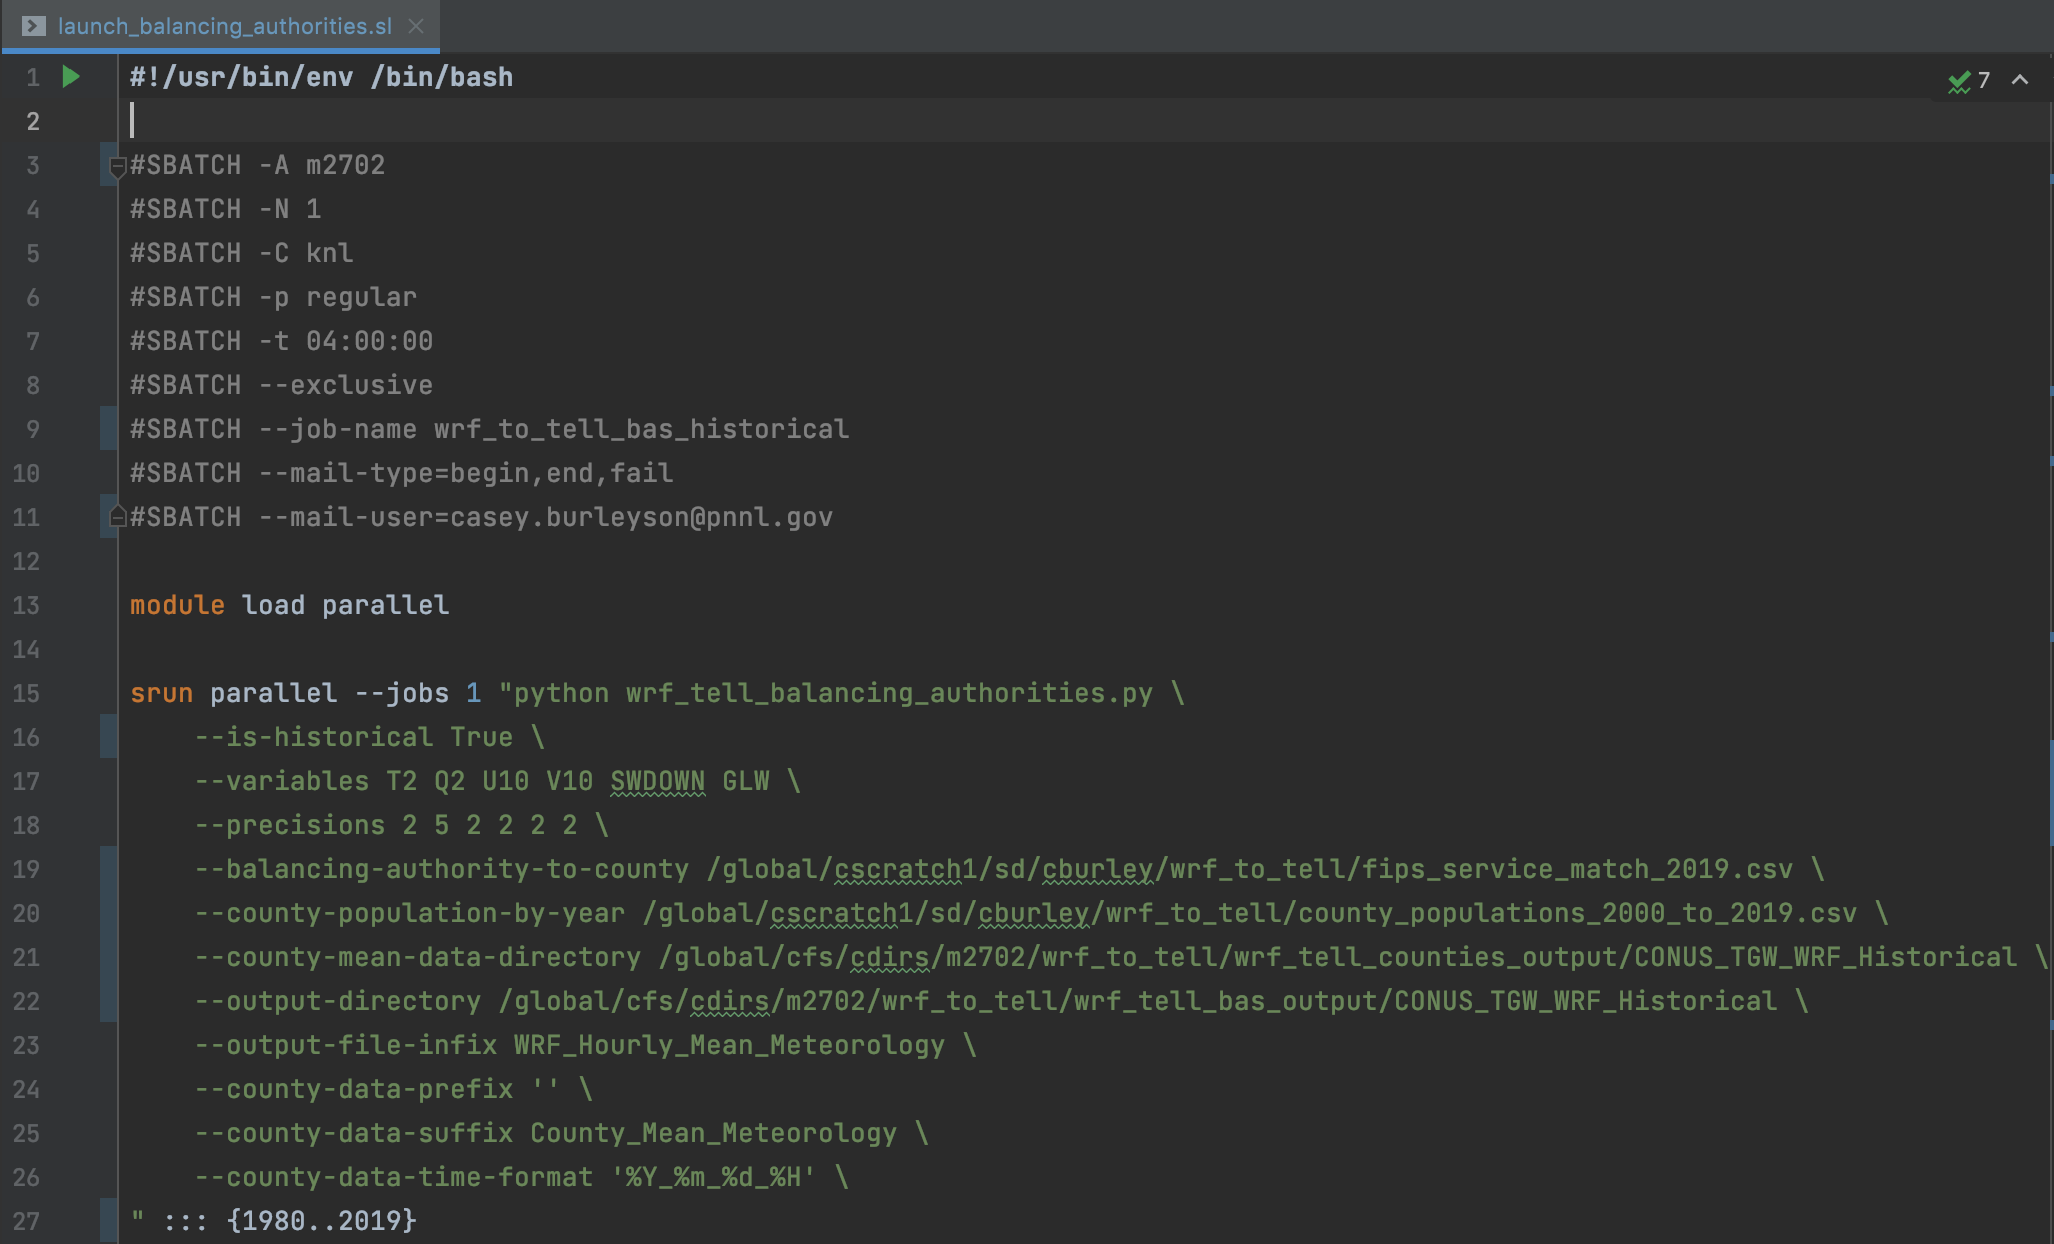 launch_balancing_authorities.sl
1 #!/usr/bin/env /bin/bash 7
2
3 #SBATCH -A m2702
4 #SBATCH -N 1
5 #SBATCH -C knl
6 #SBATCH -p regular
7 #SBATCH -t 04:00:00
8 #SBATCH --exclusive
9 #SBATCH --job-name wrf_to_tell_bas_historical
10 #SBATCH --mail-type=begin,end,fail
11 #SBATCH --mail-user=casey.burleyson@pnnl.gov
12
13 module load parallel
14
15 srun parallel --jobs 1 "python wrf_tell_balancing_authorities.py \
16     --is-historical True \
17     --variables T2 Q2 U10 V10 SWDOWN GLW \
18     --precisions 2 5 2 2 2 2 \
19     --balancing-authority-to-county /global/cscratch1/sd/cburley/wrf_to_tell/fips_service_match_2019.csv \
20     --county-population-by-year /global/cscratch1/sd/cburley/wrf_to_tell/county_populations_2000_to_2019.csv \
21     --county-mean-data-directory /global/cfs/cdirs/m2702/wrf_to_tell/wrf_tell_counties_output/CONUS_TGW_WRF_Historical \
22     --output-directory /global/cfs/cdirs/m2702/wrf_to_tell/wrf_tell_bas_output/CONUS_TGW_WRF_Historical \
23     --output-file-infix WRF_Hourly_Mean_Meteorology \
24     --county-data-prefix '' \
25     --county-data-suffix County_Mean_Meteorology \
26     --county-data-time-format '%Y_%m_%d_%H' \
27 " ::: {1980..2019}